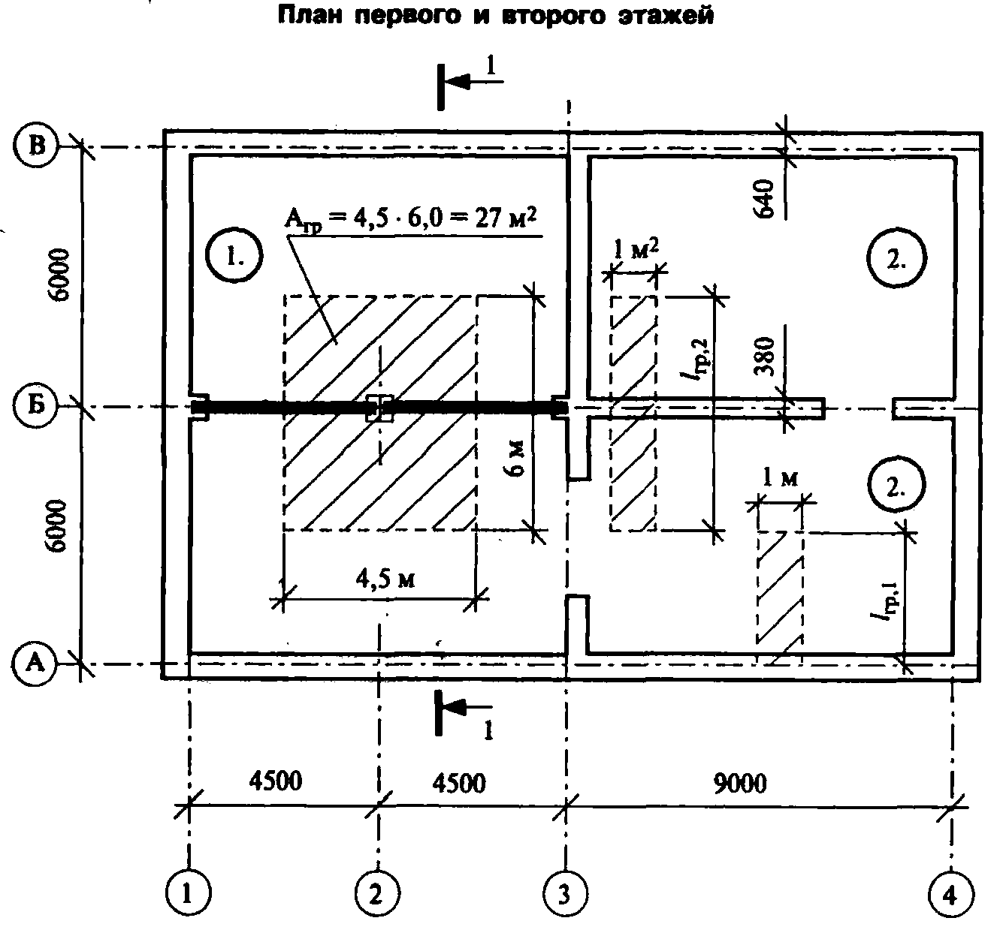 План первого и второго этажей
1
В
640
Aгр = 4,5 · 6,0 = 27 м²
1.
1 м²
2.
6000
lгр,2
380
Б
6 м
1 м
2.
6000
4,5 м
lгр,1
А
1
4500
4500
9000
1
2
3
4